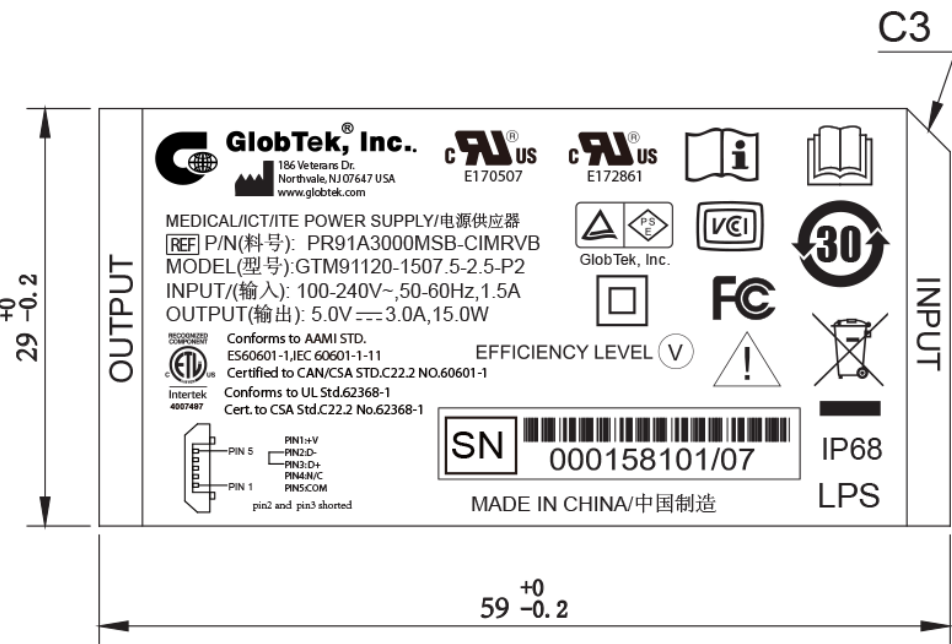 C3
GlobTek,® Inc.
186 Veterans Dr.
Northvale, NJ 07647 USA
www.globtek.com
c RU® US
E170507
c RU® US
E172861
i
MEDICAL/ICT/ITE POWER SUPPLY/电源供应器
REF P/N(料号): PR91A3000MSB-CIMRVB
MODEL(型号):GTM91120-1507.5-2.5-P2
INPUT/(输入): 100-240V~,50-60Hz,1.5A
OUTPUT(输出): 5.0V⎓3.0A,15.0W
PS
E
GlobTek, Inc.
VCI
30
FC
OUTPUT
INPUT
RECOGNIZED
COMPONENT
C ETL US
Intertek
4007487
Conforms to AAMI STD.
ES60601-1,IEC 60601-1-11
Certified to CAN/CSA STD.C22.2 NO.60601-1
Conforms to UL Std.62368-1
Cert. to CSA Std.C22.2 No.62368-1
EFFICIENCY LEVEL V
!
PIN 5
PIN 1
PIN1:+V
PIN2:D-
PIN3:D+
PIN4:N/C
PIN5:COM
pin2 and pin3 shorted
SN
000158101/07
MADE IN CHINA/中国制造
IP68
LPS
29 +0 -0.2
59 +0 -0.2